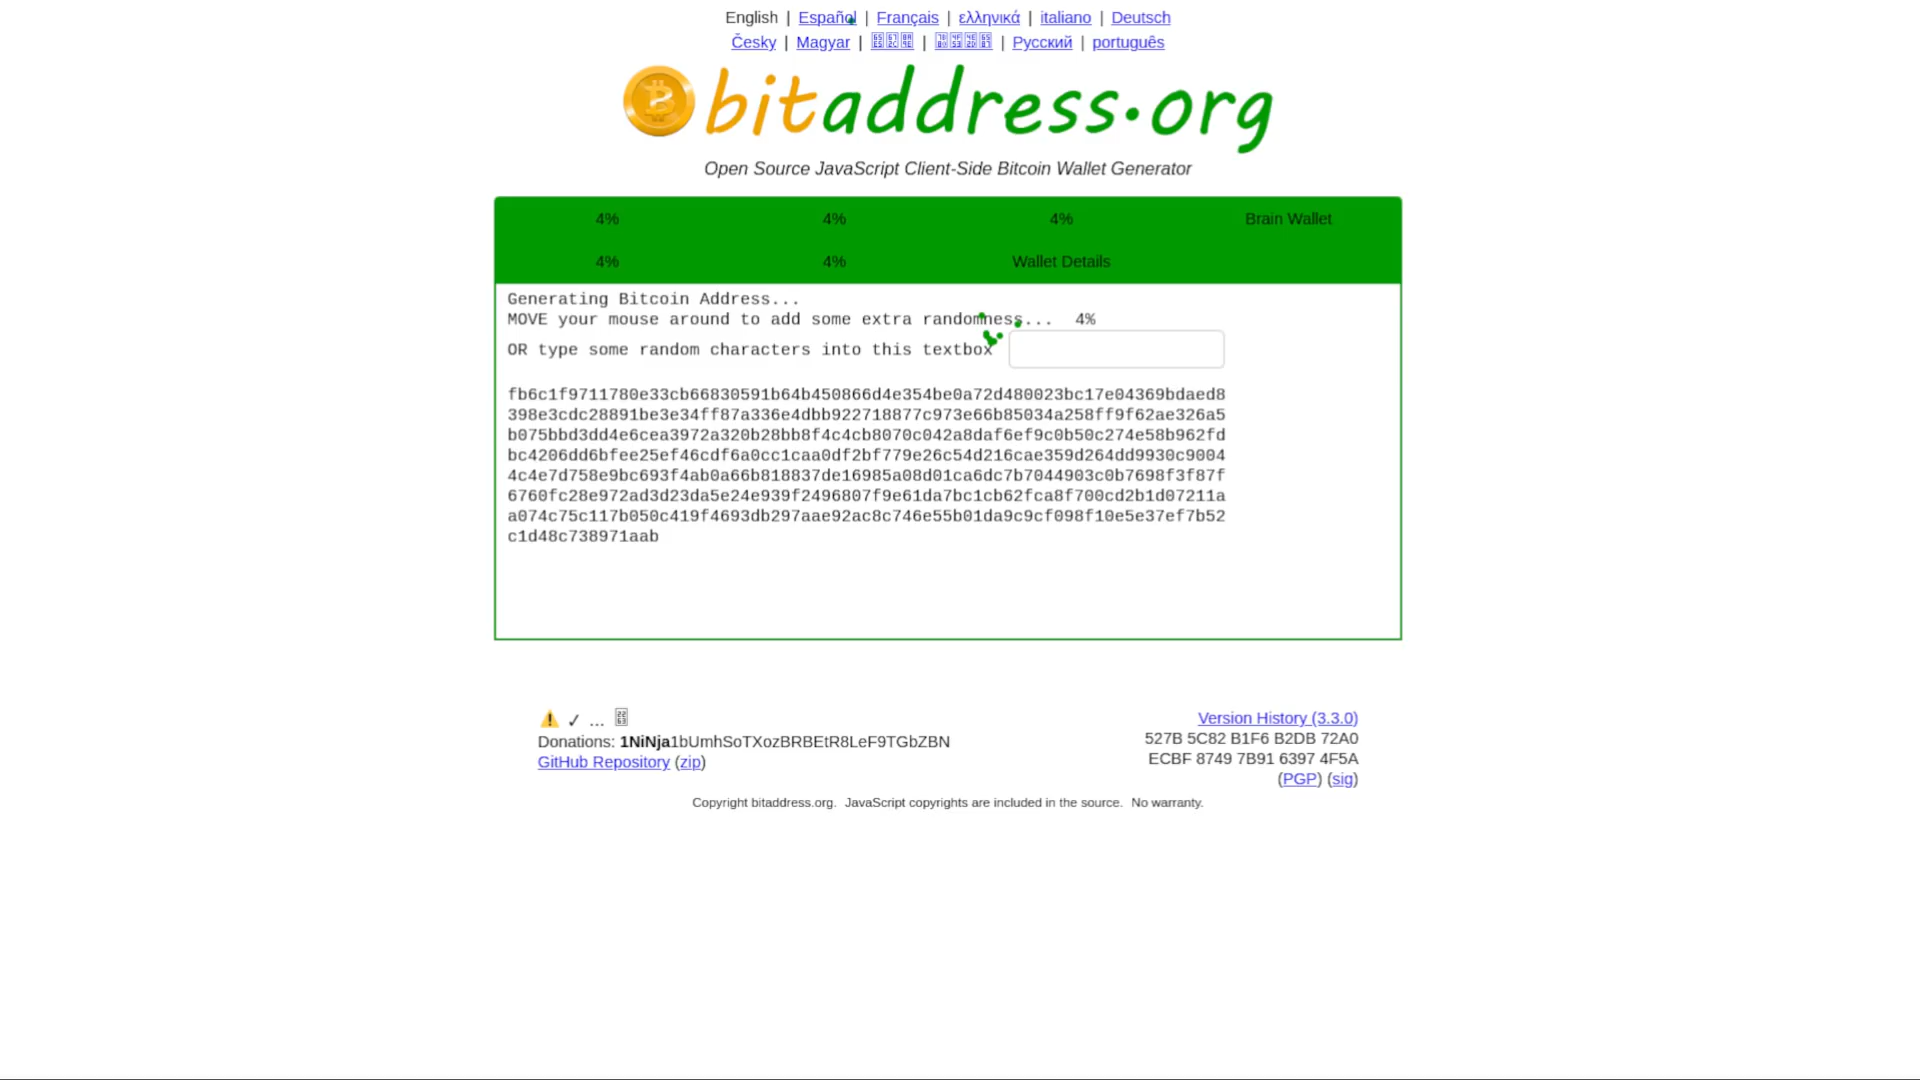 English | Español | Français | ελληνικά | italiano | Deutsch
Česky | Magyar | | | Русский | português
bitaddress.org
Open Source JavaScript Client-Side Bitcoin Wallet Generator
4% 4% 4% Brain Wallet
4% 4% Wallet Details
Generating Bitcoin Address...
MOVE your mouse around to add some extra randomness... 4%
OR type some random characters into this textbox
fb6c1f9711780e33cb66830591b64b450866d4e354be0a72d480023bc17e04369bdaed8
398e3cdc28891be3e34ff87a336e4dbb922718877c973e66b85034a258ff9f62ae326a5
b075bbd3dd4e6cea3972a320b28bb8f4c4cb8070c042a8daf6ef9c0b50c274e58b962fd
bc4206dd6bfee25ef46cdf6a0cc1caa0df2bf779e26c54d216cae359d264dd9930c9004
4c4e7d758e9bc693f4ab0a66b818837de16985a08d01ca6dc7b7044903c0b7698f3f87f
6760fc28e972ad3d23da5e24e939f2496807f9e61da7bc1cb62fca8f700cd2b1d07211a
a074c75c117b050c419f4693db297aae92ac8c746e55b01da9c9cf098f10e5e37ef7b52
c1d48c738971aab
⚠ ✓ ...
Donations: 1NiNja1bUmhSoTXozBRBEtR8LeF9TGbZBN
GitHub Repository (zip)
Version History (3.3.0)
527B 5C82 B1F6 B2DB 72A0
ECBF 8749 7B91 6397 4F5A
(PGP) (sig)
Copyright bitaddress.org. JavaScript copyrights are included in the source. No warranty.